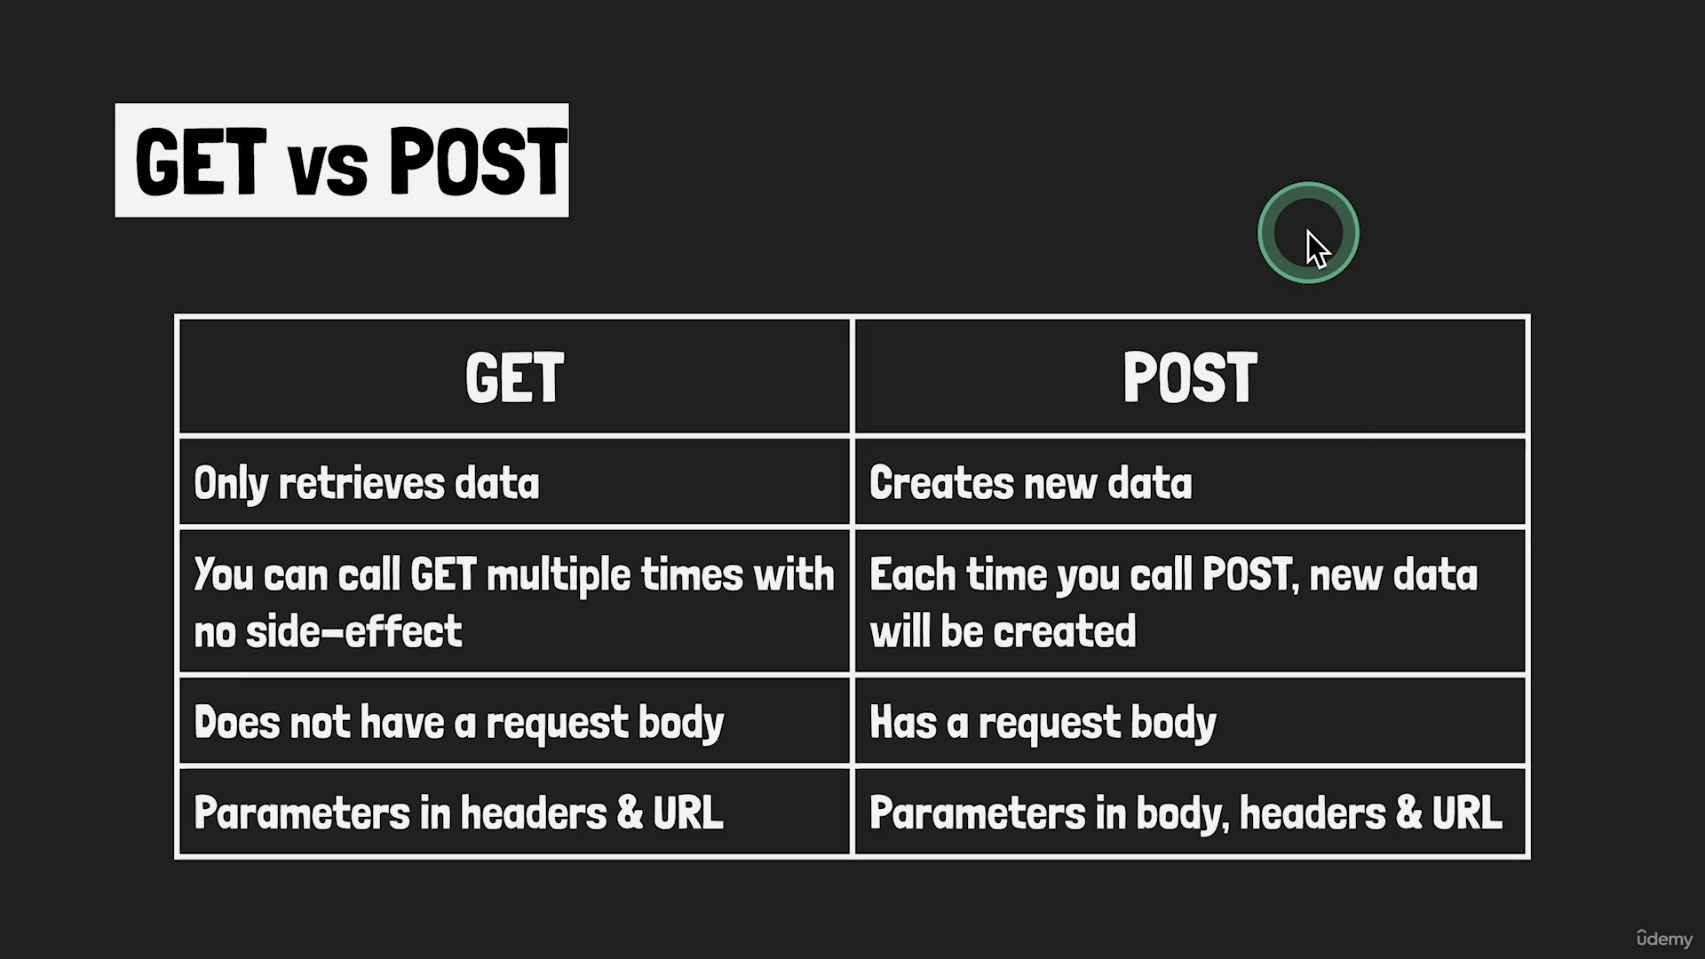 GET vs POST
GET
POST
Only retrieves data
Creates new data
You can call GET multiple times with
no side-effect
Each time you call POST, new data
will be created
Does not have a request body
Has a request body
Parameters in headers & URL
Parameters in body, headers & URL
ûdemy